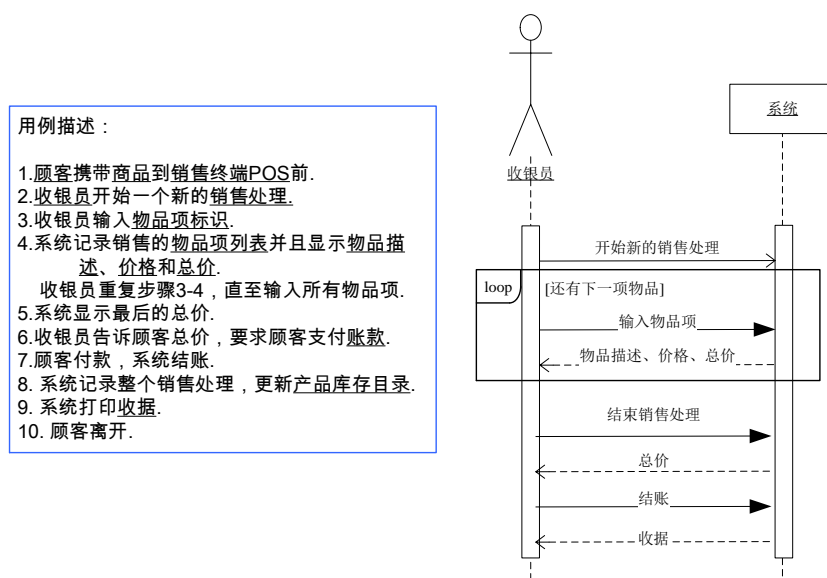 用例描述：
1.顾客携带商品到销售终端POS前.
2.收银员开始一个新的销售处理.
3.收银员输入物品项标识.
4.系统记录销售的物品项列表并且显示物品描
述、价格和总价.
收银员重复步骤3-4，直至输入所有物品项.
5.系统显示最后的总价.
6.收银员告诉顾客总价，要求顾客支付账款.
7.顾客付款，系统结账.
8. 系统记录整个销售处理，更新产品库存目录.
9. 系统打印收据.
10. 顾客离开.
收银员
系统
开始新的销售处理
loop
[还有下一项物品]
输入物品项
物品描述、价格、总价
结束销售处理
总价
结账
收据